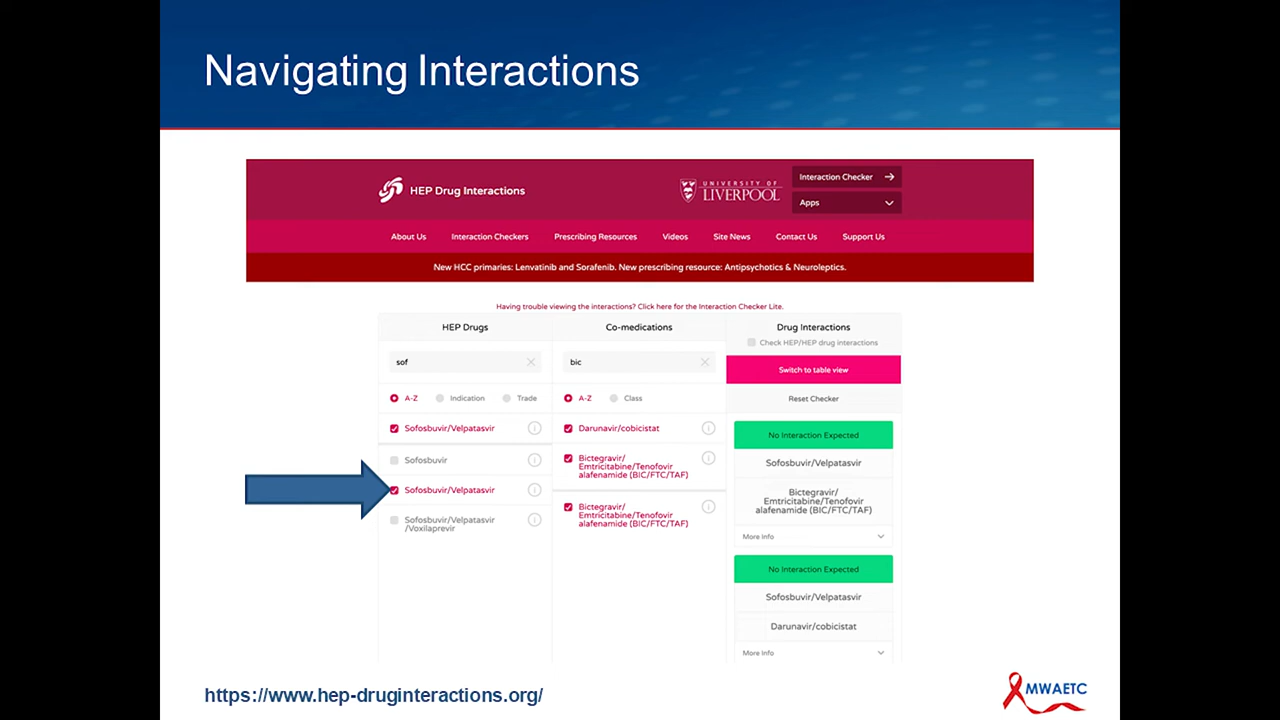 Navigating Interactions
HEP Drug Interactions
UNIVERSITY OF
LIVERPOOL
Interaction Checker
Apps
About Us
Interaction Checkers
Prescribing Resources
Videos
Site News
Contact Us
Support Us
New HCC primaries: Lenvatinib and Sorafenib. New prescribing resource: Antipsychotics & Neuroleptics.
Having trouble viewing the interactions? Click here for the Interaction Checker Lite.
HEP Drugs
sof
A-Z
Indication
Trade
Sofosbuvir/Velpatasvir
Sofosbuvir
Sofosbuvir/Velpatasvir
Sofosbuvir/Velpatasvir
/Voxilaprevir
Co-medications
bic
A-Z
Class
Darunavir/cobicistat
Bictegravir/
Emtricitabine/Tenofovir
alafenamide (BIC/FTC/TAF)
Bictegravir/
Emtricitabine/Tenofovir
alafenamide (BIC/FTC/TAF)
Drug Interactions
Check HEP/HEP drug interactions
Switch to table view
Reset Checker
No Interaction Expected
Sofosbuvir/Velpatasvir
Bictegravir/
Emtricitabine/Tenofovir
alafenamide (BIC/FTC/TAF)
More Info
No Interaction Expected
Sofosbuvir/Velpatasvir
Darunavir/cobicistat
More Info
https://www.hep-druginteractions.org/
MWAETC